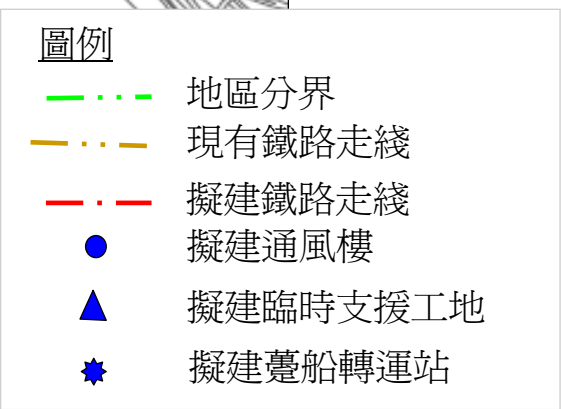 圖例
地區分界
現有鐵路走綫
擬建鐵路走綫
擬建通風樓
擬建臨時支援工地
擬建躉船轉運站